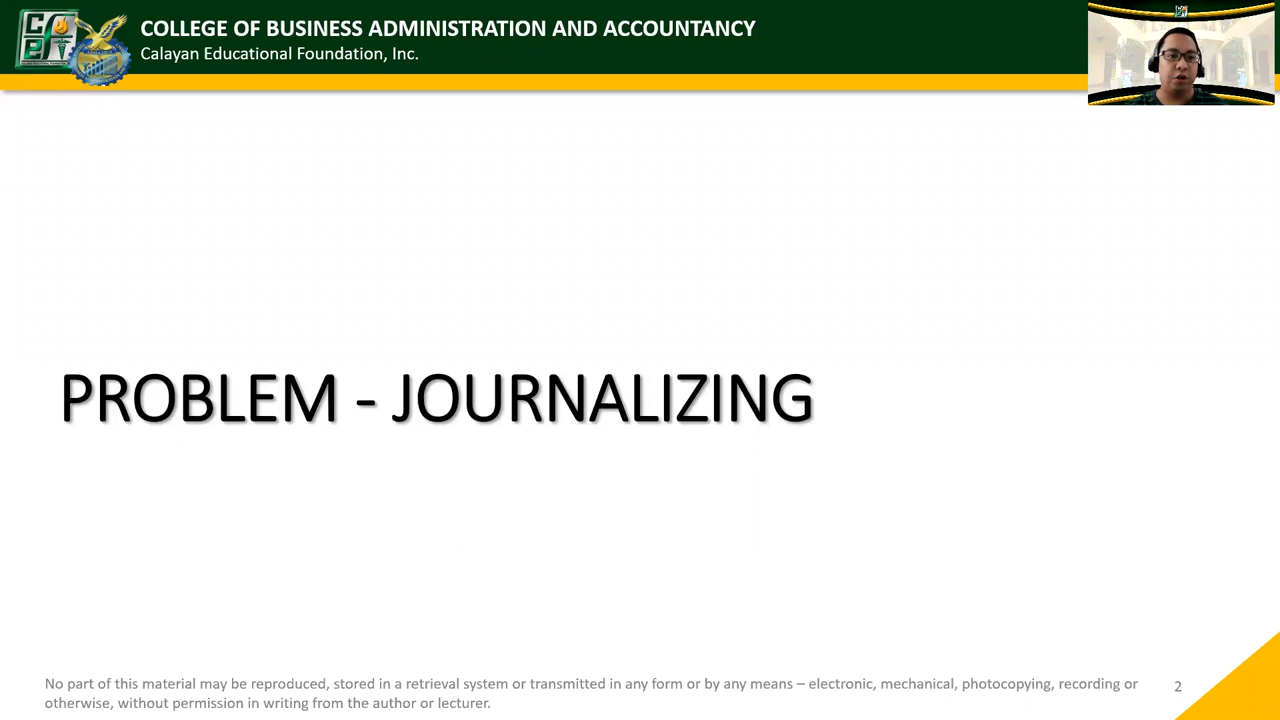 COLLEGE OF BUSINESS ADMINISTRATION AND ACCOUNTANCY
Calayan Educational Foundation, Inc.
PROBLEM - JOURNALIZING
No part of this material may be reproduced, stored in a retrieval system or transmitted in any form or by any means – electronic, mechanical, photocopying, recording or
otherwise, without permission in writing from the author or lecturer.
2